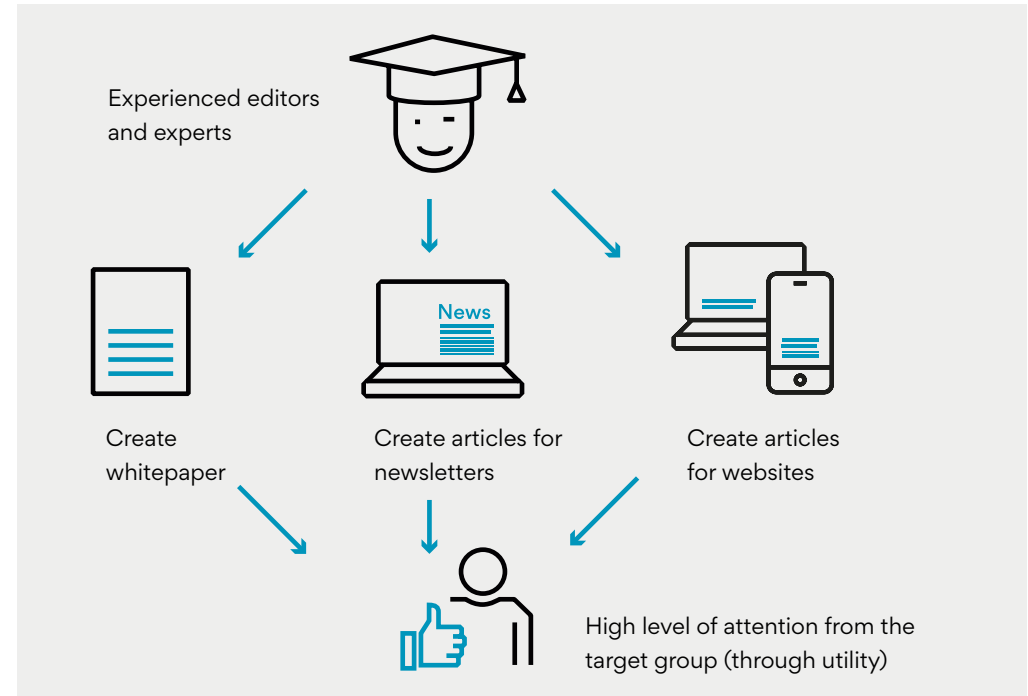 Experienced editors
and experts
News
Create
whitepaper
Create articles for
newsletters
Create articles
for websites
High level of attention from the
target group (through utility)